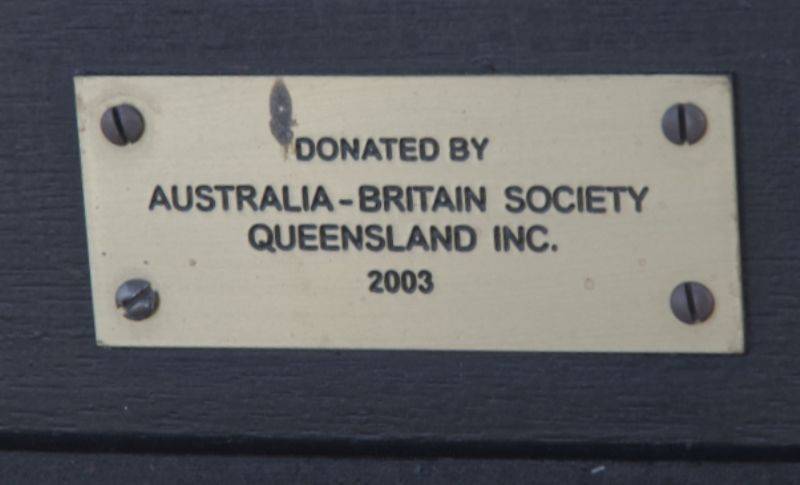 DONATED BY
AUSTRALIA-BRITAIN SOCIETY
QUEENSLAND INC.
2003